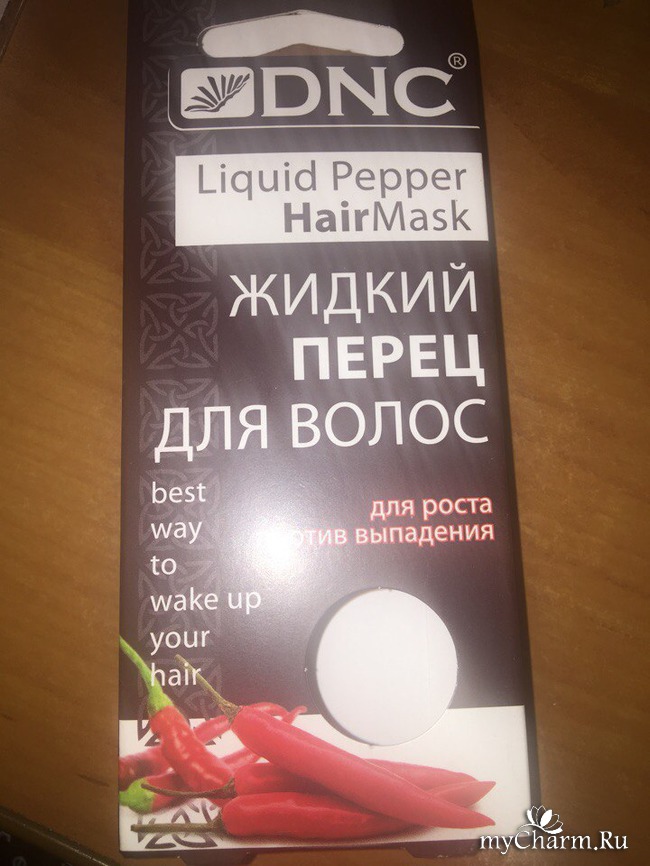 DNC®
Liquid Pepper
HairMask
ЖИДКИЙ
ПЕРЕЦ
ДЛЯ ВОЛОС
best
way
to
wake up
your
hair
для роста
против выпадения
myCharm.Ru